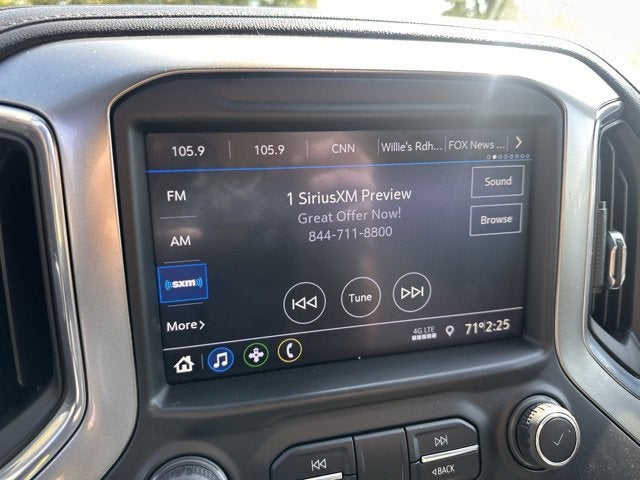 105.9 105.9 CNN Willie's Rdh... FOX News ...
FM
AM
sxm
More
1 SiriusXM Preview
Great Offer Now!
844-711-8800
Sound
Browse
Tune
4G LTE
71° 2:25
BACK